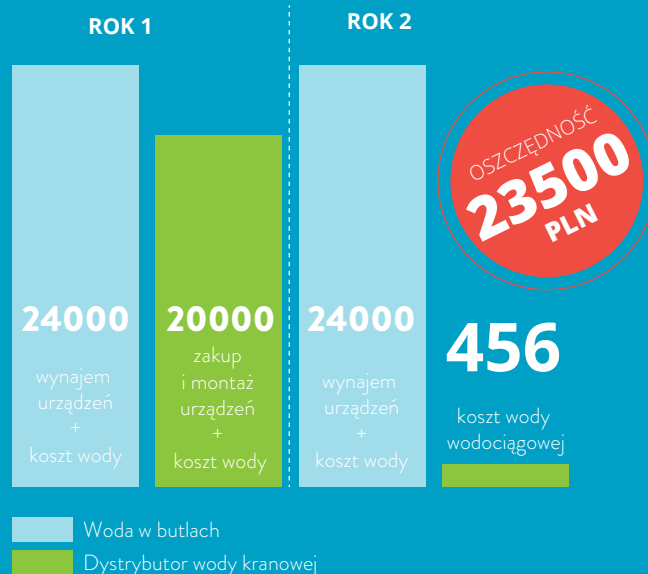 ROK 1
ROK 2
OSZCZĘDNOŚĆ
23500
PLN
24000
wynajem
urządzeń
+
koszt wody
20000
zakup
i montaż
urządzeń
+
koszt wody
24000
wynajem
urządzeń
+
koszt wody
456
koszt wody
wodociągowej
Woda w butlach
Dystrybutor wody kranowej